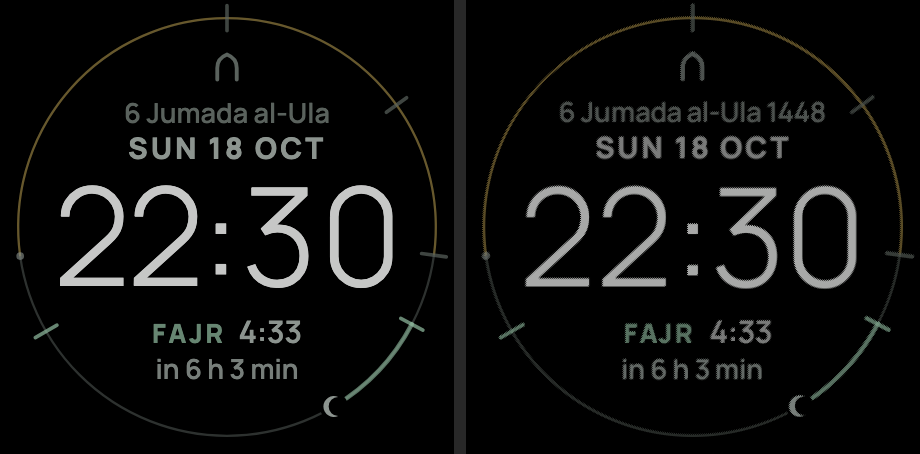 6 Jumada al-Ula
SUN 18 OCT
22:30
FAJR 4:33
in 6 h 3 min
6 Jumada al-Ula 1448
SUN 18 OCT
22:30
FAJR 4:33
in 6 h 3 min